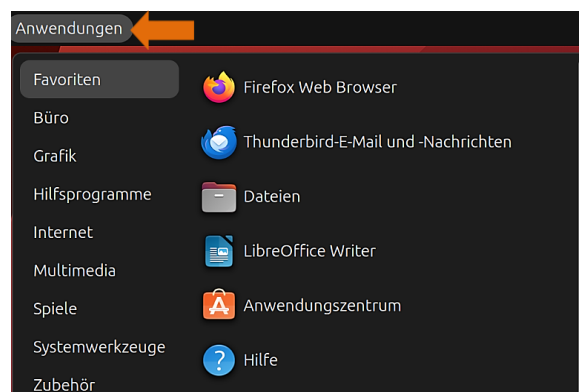 Anwendungen
Favoriten
Büro
Grafik
Hilfsprogramme
Internet
Multimedia
Spiele
Systemwerkzeuge
Zubehör
Firefox Web Browser
Thunderbird-E-Mail und -Nachrichten
Dateien
LibreOffice Writer
Anwendungszentrum
Hilfe